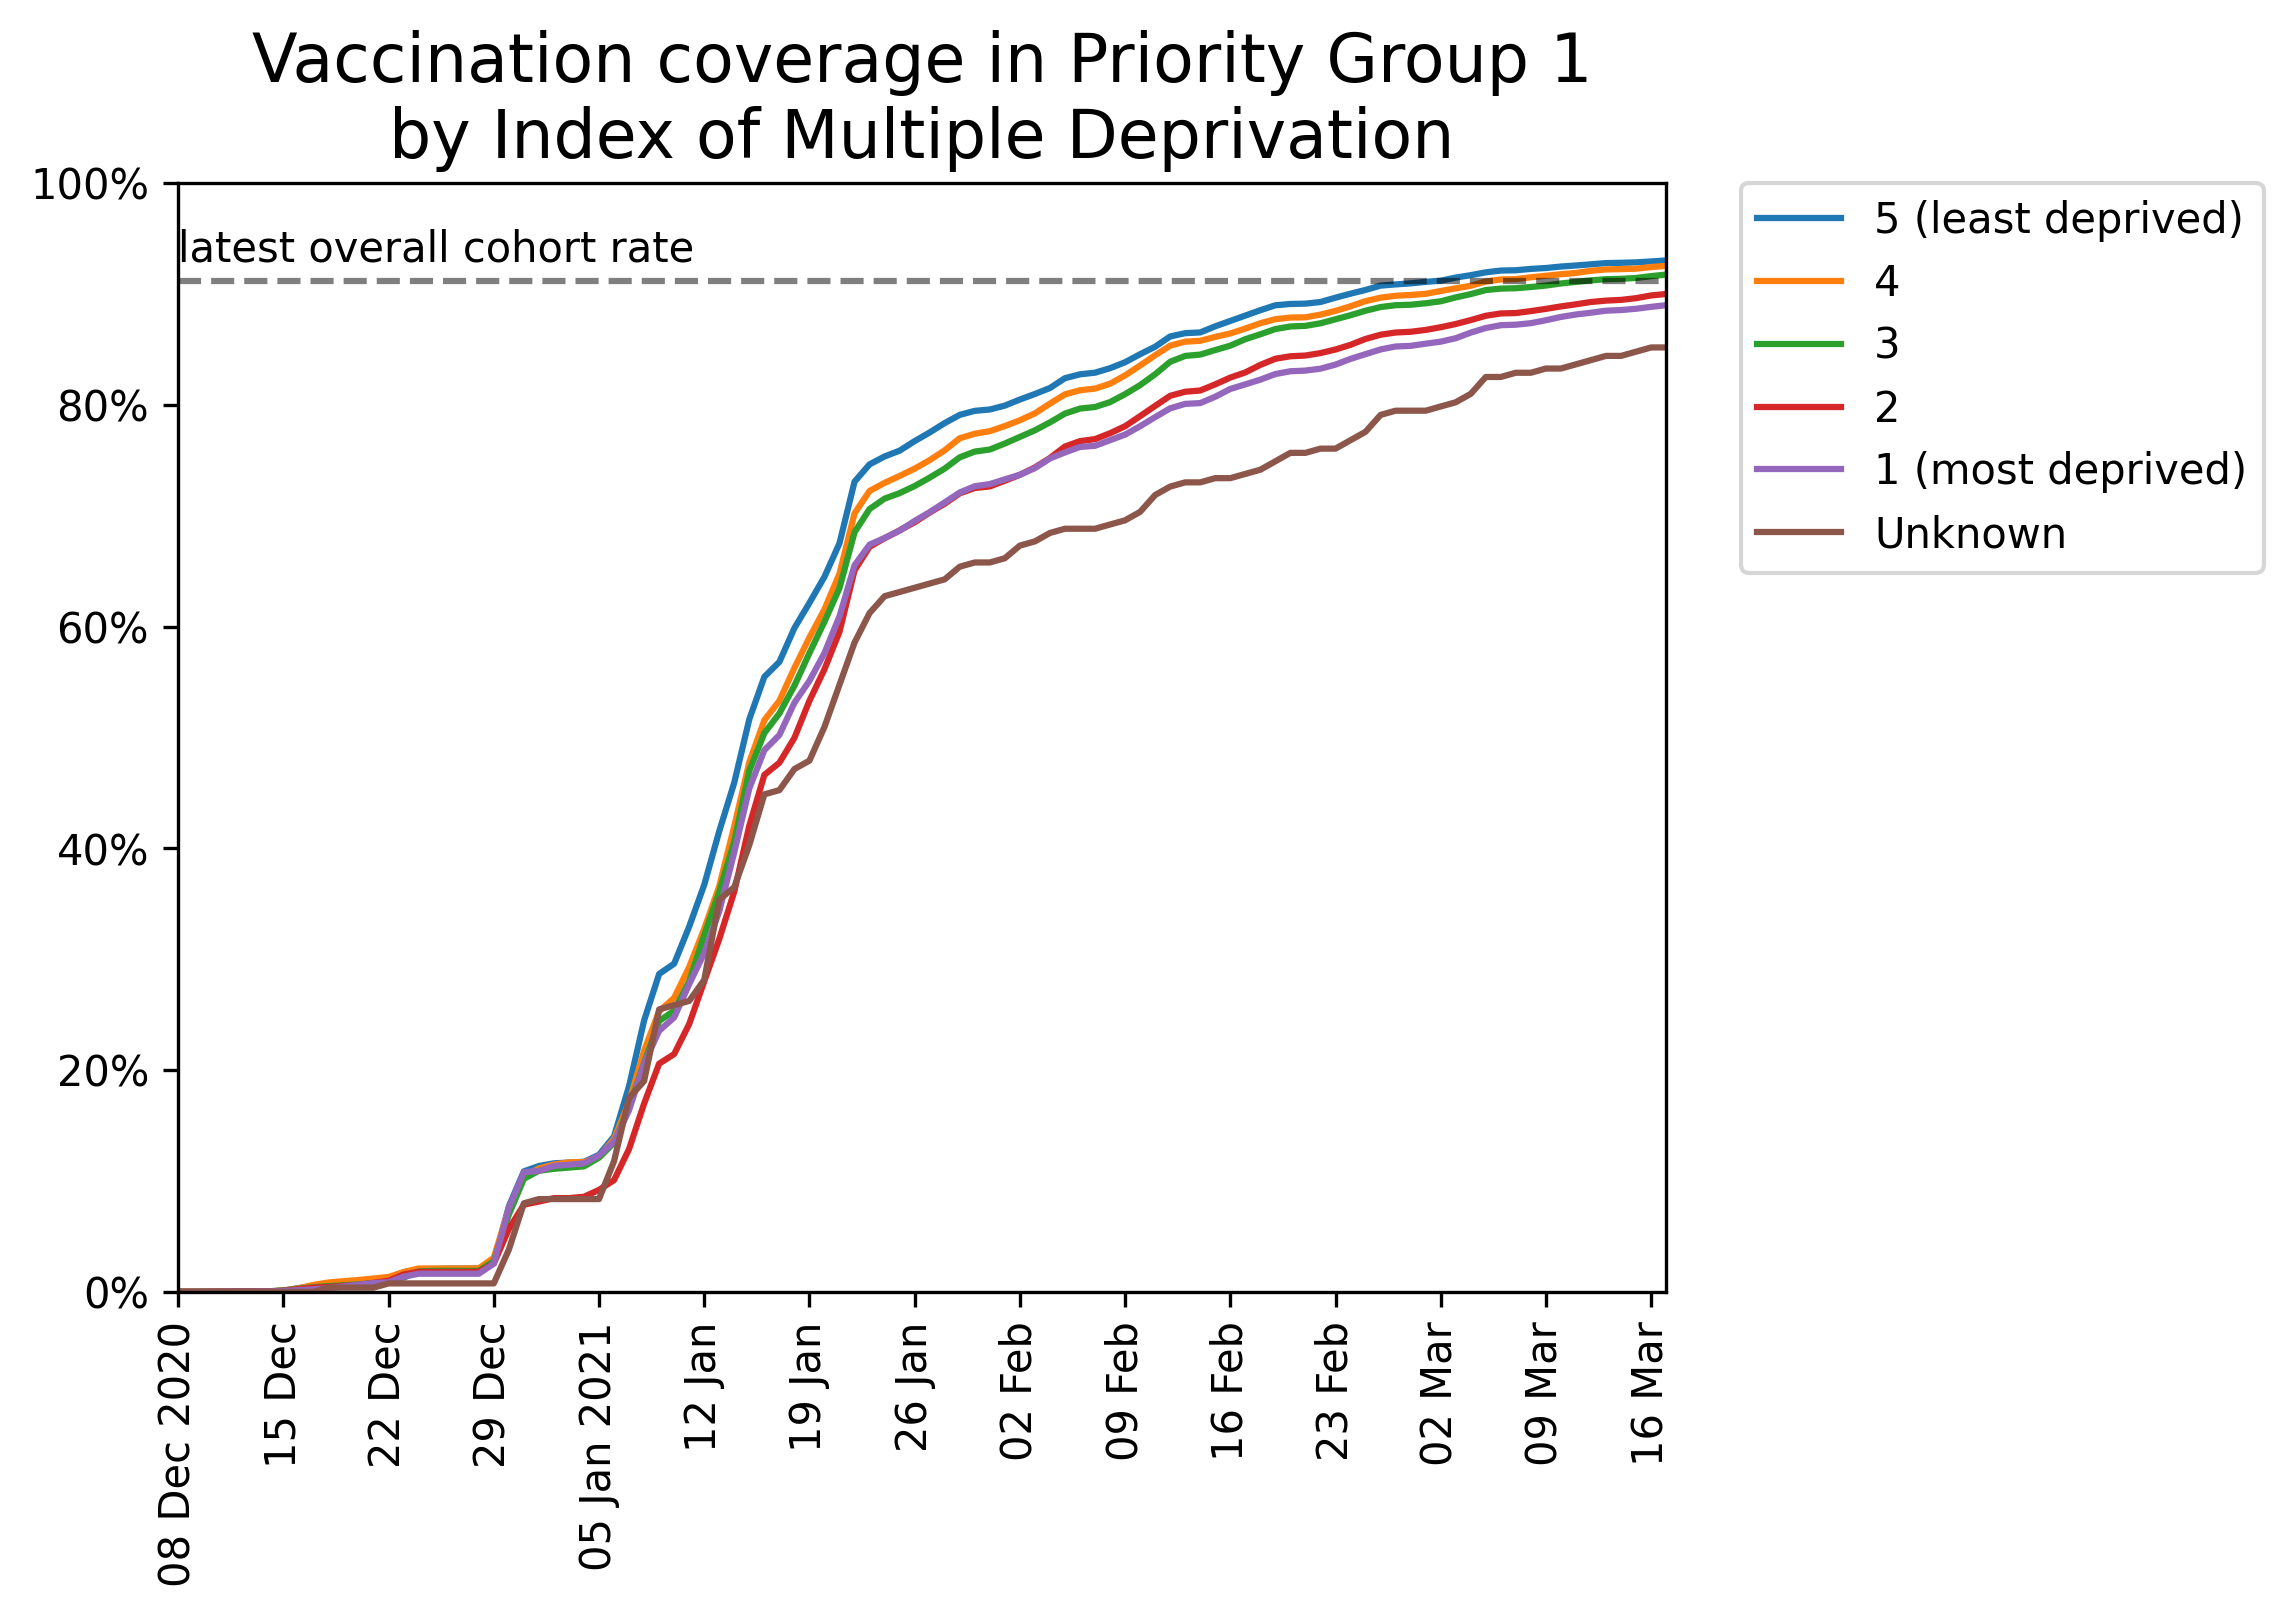 Vaccination coverage in Priority Group 1
by Index of Multiple Deprivation
100%
80%
60%
40%
20%
0%
latest overall cohort rate
08 Dec 2020
15 Dec
22 Dec
29 Dec
05 Jan 2021
12 Jan
19 Jan
26 Jan
02 Feb
09 Feb
16 Feb
23 Feb
02 Mar
09 Mar
16 Mar
5 (least deprived)
4
3
2
1 (most deprived)
Unknown